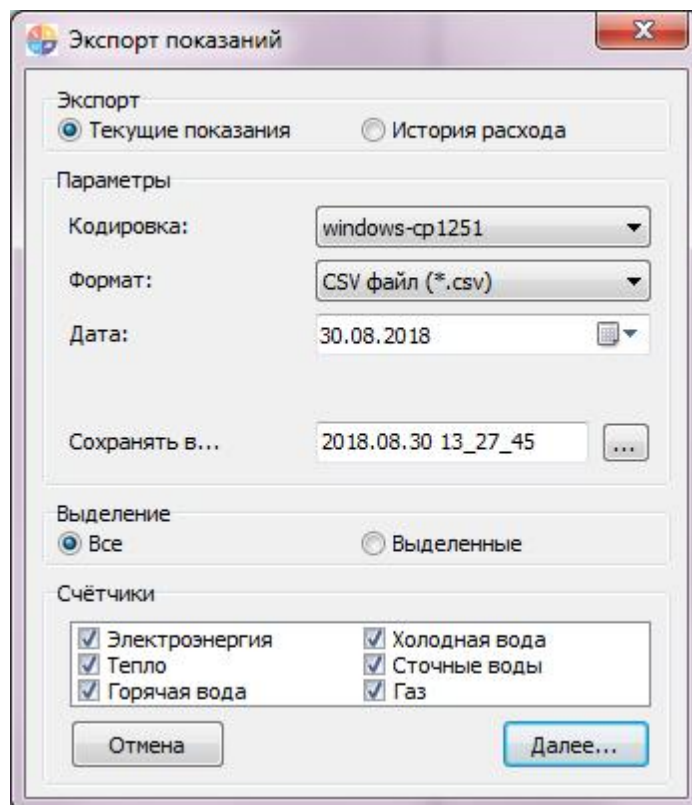 Экспорт показаний
Экспорт
Текущие показания История расхода
Параметры
Кодировка: windows-cp1251
Формат: CSV файл (*.csv)
Дата: 30.08.2018
Сохранять в... 2018.08.30 13_27_45 ...
Выделение
Все Выделенные
Счётчики
Электроэнергия Холодная вода
Тепло Сточные воды
Горячая вода Газ
Отмена Далее...